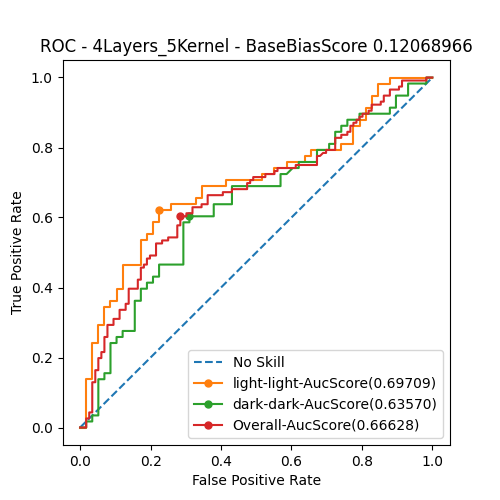 ROC - 4Layers_5Kernel - BaseBiasScore 0.12068966
True Positive Rate
1.0
0.8
0.6
0.4
0.2
0.0
No Skill
light-light-AucScore(0.69709)
dark-dark-AucScore(0.63570)
Overall-AucScore(0.66628)
0.0 0.2 0.4 0.6 0.8 1.0
False Positive Rate